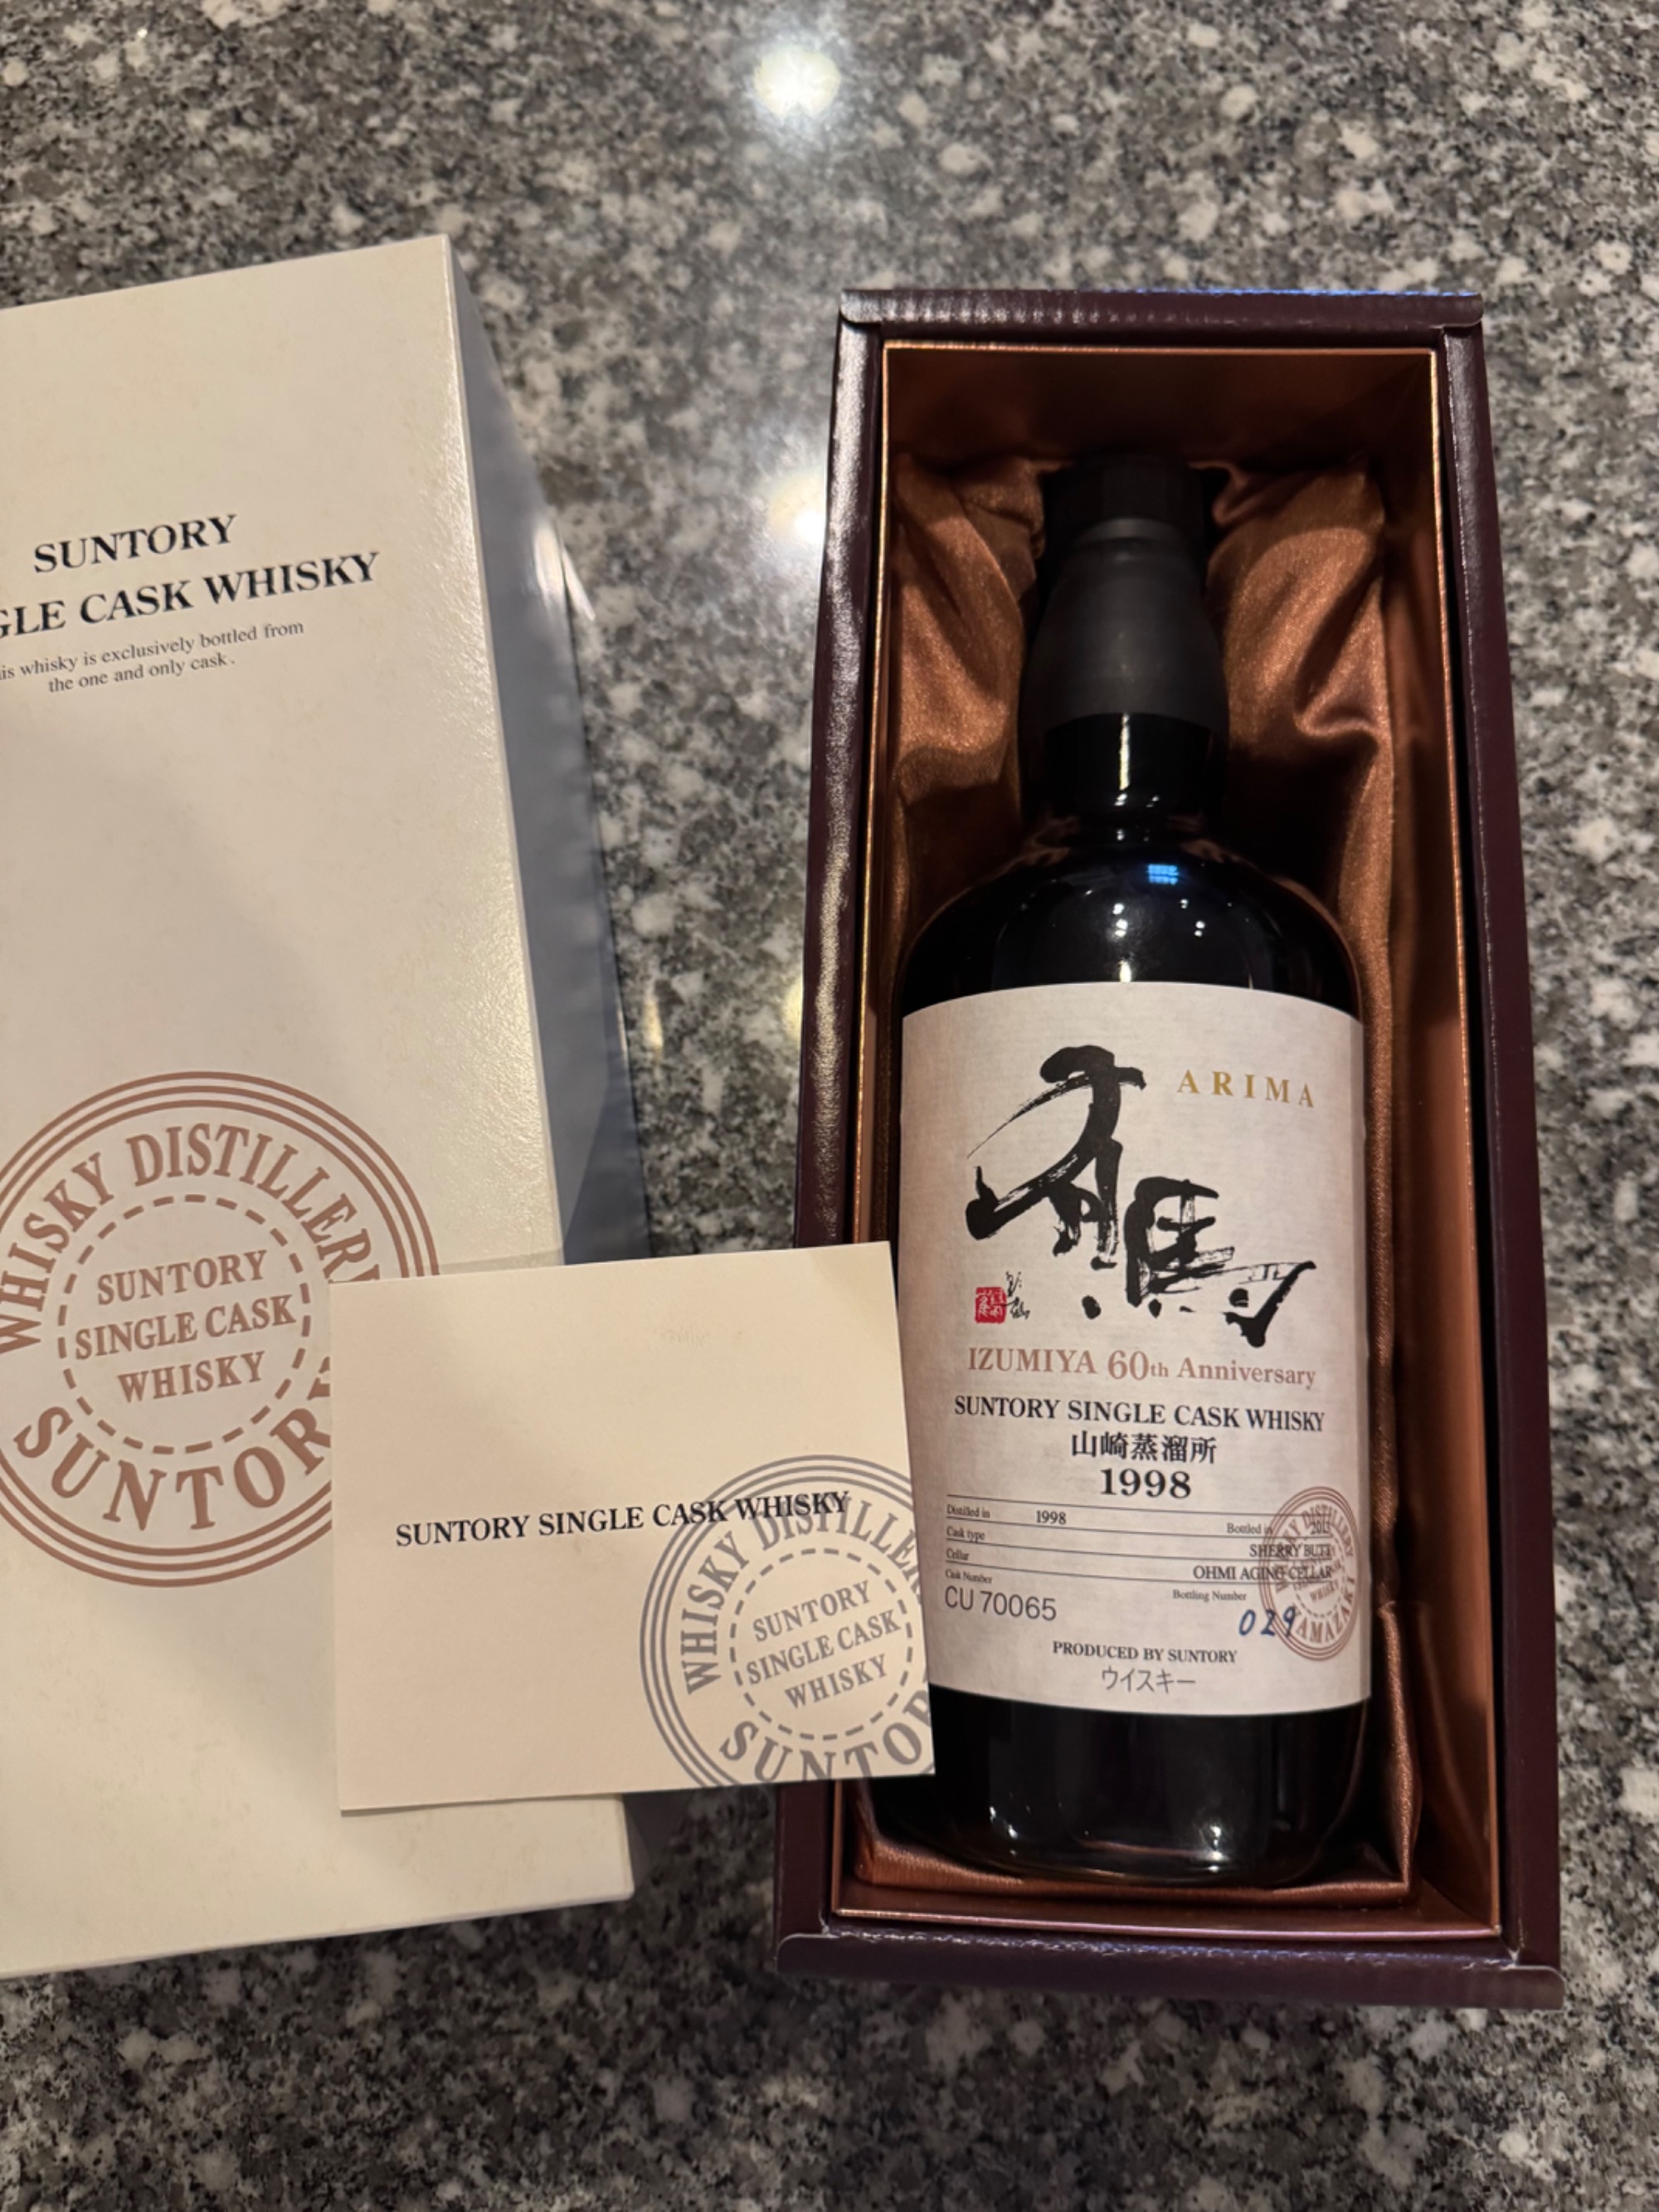 SUNTORY
GLE CASK WHISKY
is whisky is exclusively bottled from
the one and only cask.
WHISKY DISTILLERY
SUNTORY
SINGLE CASK
WHISKY
SUNTORY
SUNTORY SINGLE CASK WHISKY
WHISKY DISTILLE
SUNTORY
SINGLE CASK
WHISKY
SUNTOR
ARIMA
有馬
IZUMIYA 60th Anniversary
SUNTORY SINGLE CASK WHISKY
山崎蒸溜所
1998
Distilled in 1998 Bottled in
Cask type SHERRY BUTT
Cellar OHMI AGING CELLAR
Cask Number Bottling Number
CU 70065 029
YAMAZAKI
PRODUCED BY SUNTORY
ウイスキー